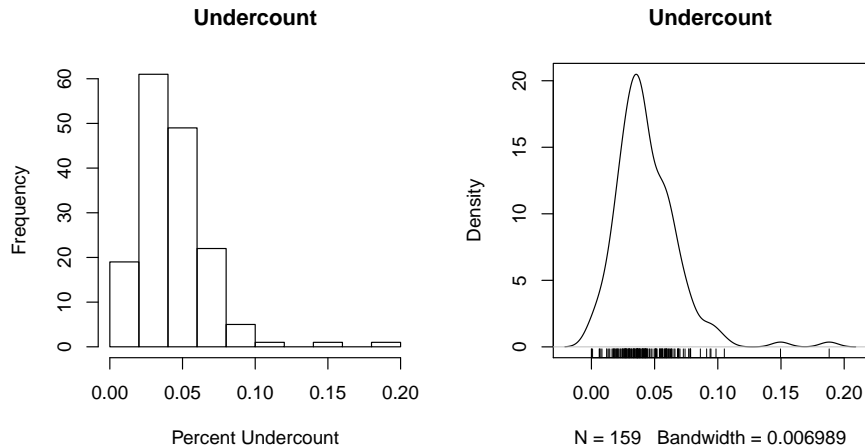 Undercount
Frequency
60
50
40
30
20
10
0
0.00 0.05 0.10 0.15 0.20
Percent Undercount
Undercount
Density
20
15
10
5
0
0.00 0.05 0.10 0.15 0.20
N = 159 Bandwidth = 0.006989